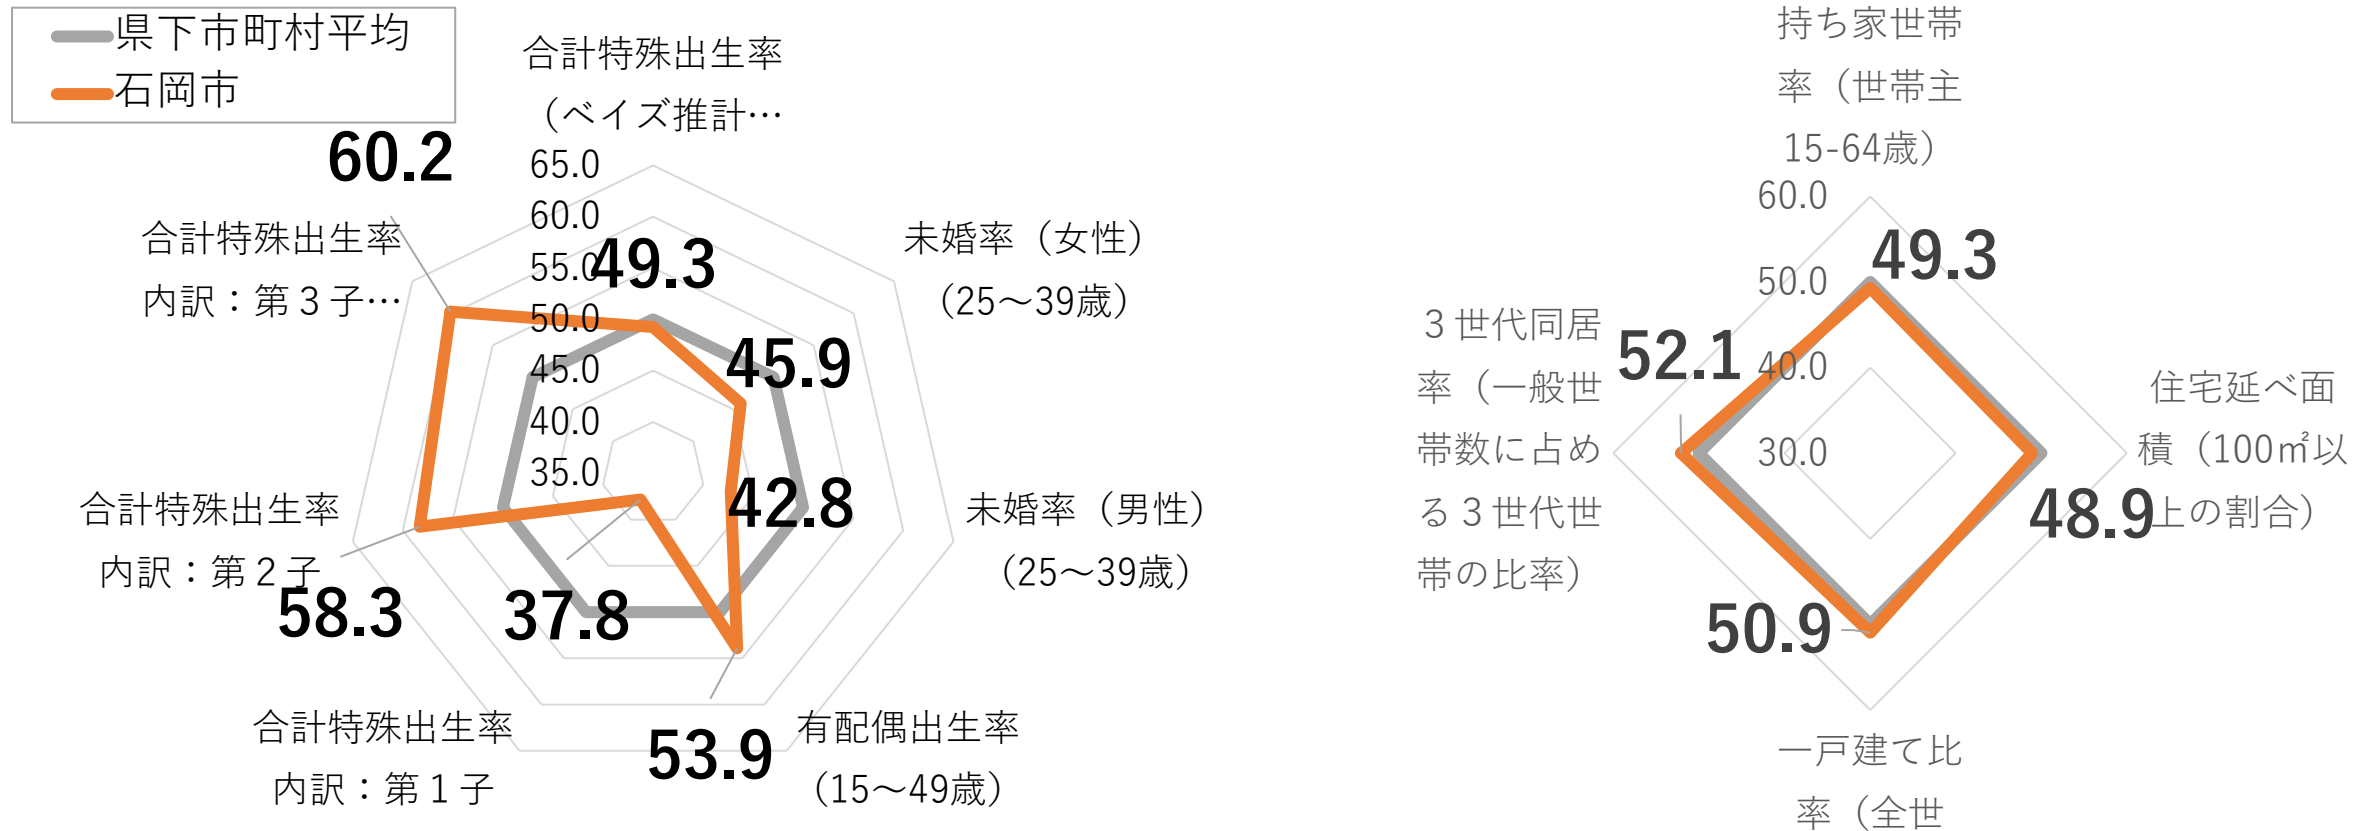 県下市町村平均
石岡市
合計特殊出生率
（ベイズ推計…
65.0
60.0
55.0
50.0
45.0
40.0
35.0
49.3
未婚率（女性）
（25～39歳）
45.9
未婚率（男性）
（25～39歳）
42.8
有配偶出生率
（15～49歳）
53.9
合計特殊出生率
内訳：第１子
37.8
合計特殊出生率
内訳：第２子
58.3
合計特殊出生率
内訳：第３子…
60.2
持ち家世帯
率（世帯主
15-64歳）
60.0
50.0
40.0
30.0
49.3
住宅延べ面
積（100㎡以
上の割合）
48.9
一戸建て比
率（全世
50.9
３世代同居
率（一般世
帯数に占め
る３世代世
帯の比率）
52.1